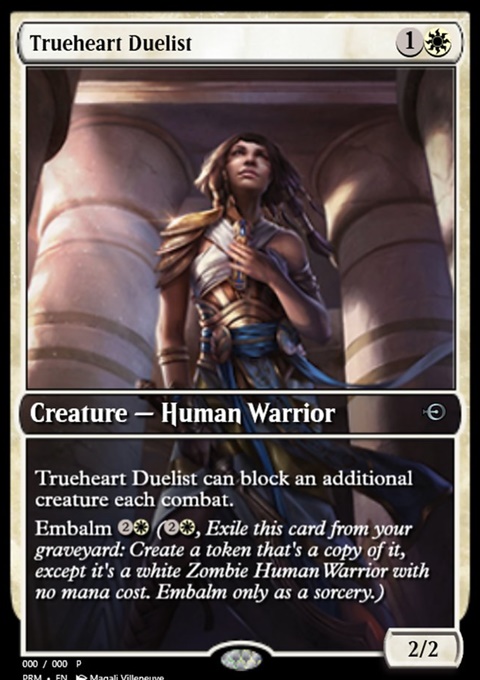 Trueheart Duelist 1
Creature — Human Warrior
Trueheart Duelist can block an additional
creature each combat.
Embalm 2 (2, Exile this card from your
graveyard: Create a token that's a copy of it,
except it's a white Zombie Human Warrior with
no mana cost. Embalm only as a sorcery.)
2/2
000 / 000 P
PRM • EN Magali Villeneuve